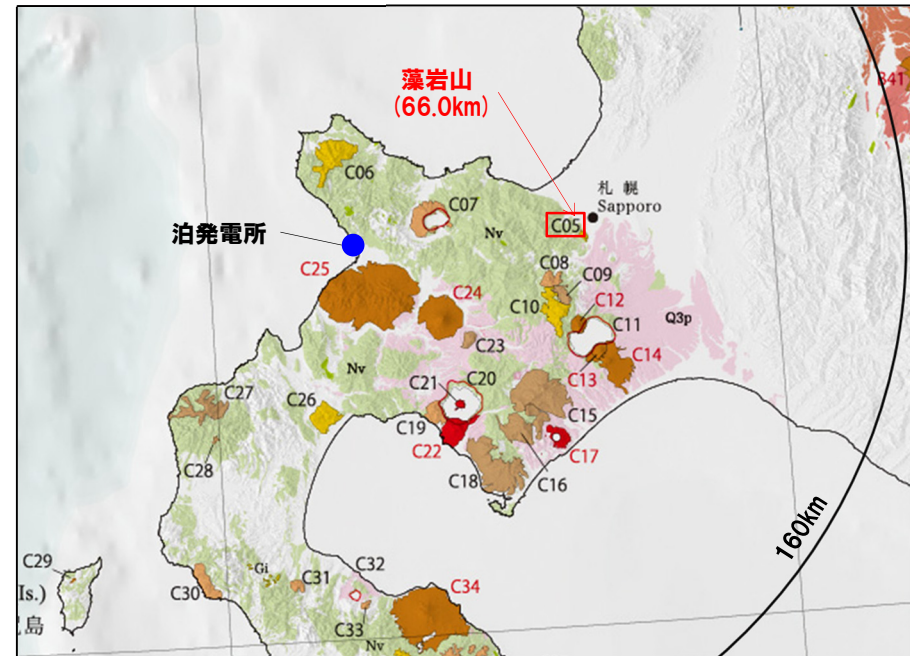 藻岩山
(66.0km)
841
C06
C07
札幌
Sapporo
C05
Nv
泊発電所
C25
C08
C09
C24
C10
C12
C11
Q3p
C23
C14
C13
Nv
C21
C20
C27
C26
C15
C19
C22
C17
C28
C18
C16
160km
C29
C32
Gi
C31
C34
C30
Is.)
島
C33
Nv